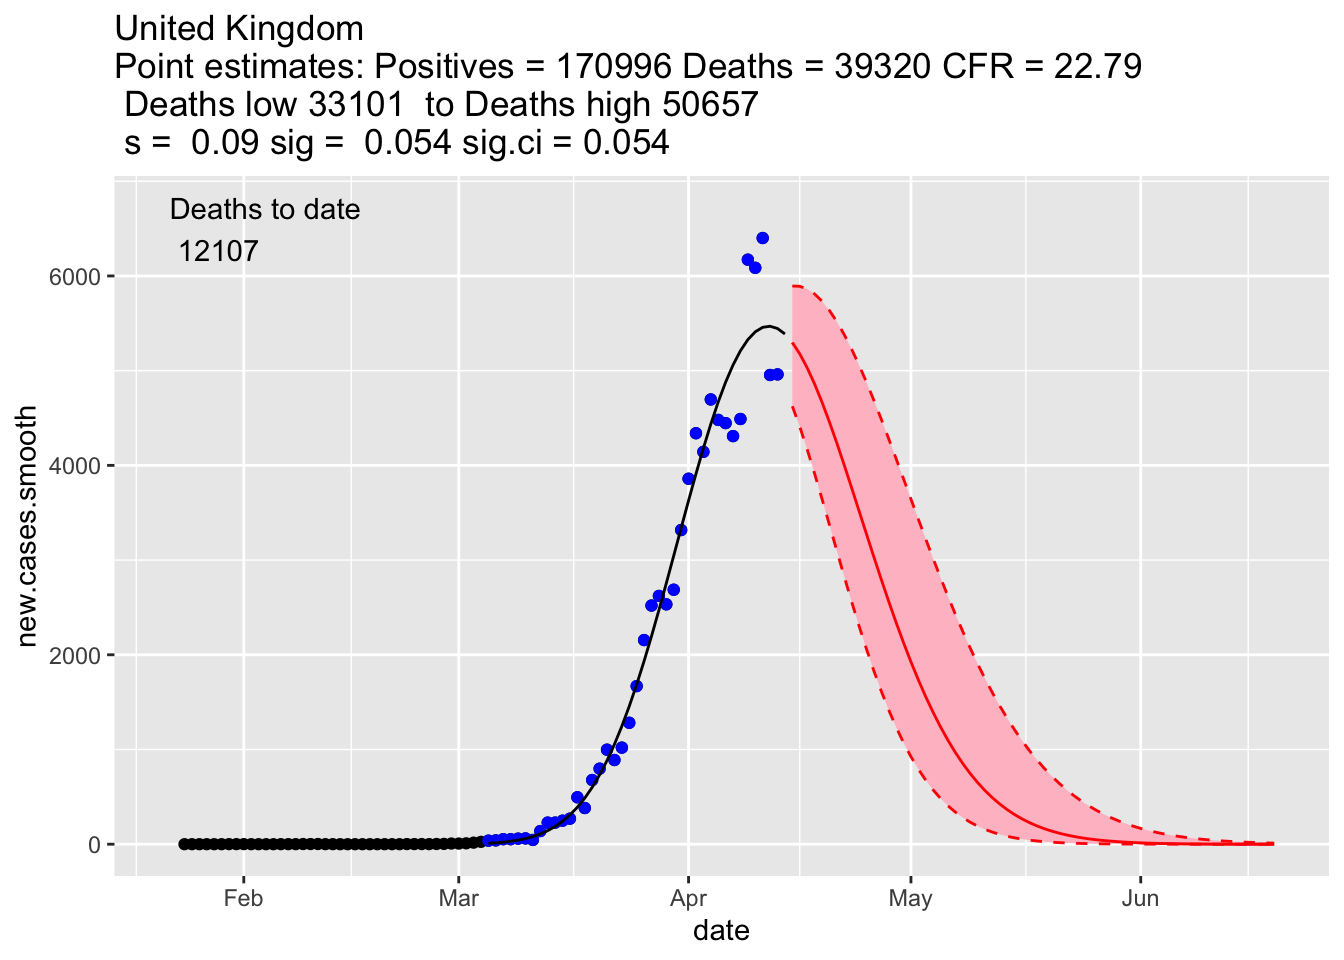 United Kingdom
Point estimates: Positives = 170996 Deaths = 39320 CFR = 22.79
Deaths low 33101  to Deaths high 50657
s =  0.09 sig =  0.054 sig.ci = 0.054
Deaths to date
12107
new.cases.smooth
6000
4000
2000
0
Feb Mar Apr May Jun
date